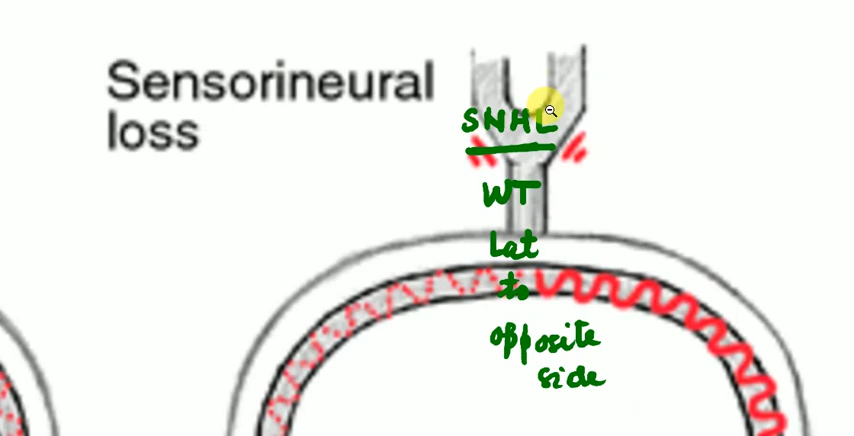 Sensorineural
loss
SNHL
WT
Lat
to
opposite
side